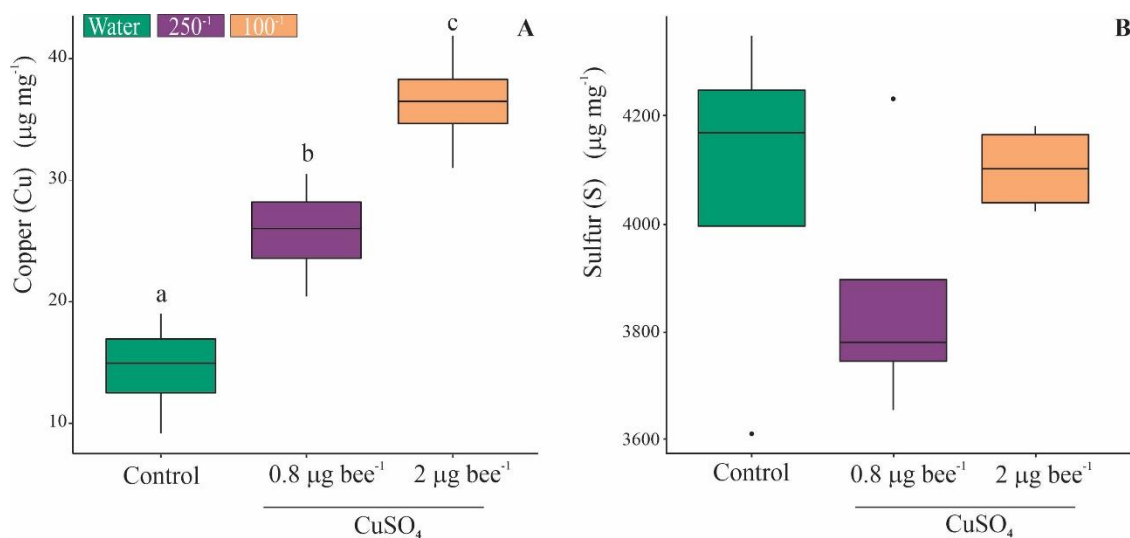 Water 250⁻¹ 100⁻¹
A
Copper (Cu) (μg mg⁻¹)
40
30
20
10
a
b
c
Control
0.8 μg bee⁻¹
2 μg bee⁻¹
CuSO₄
B
Sulfur (S) (μg mg⁻¹)
4200
4000
3800
3600
Control
0.8 μg bee⁻¹
2 μg bee⁻¹
CuSO₄